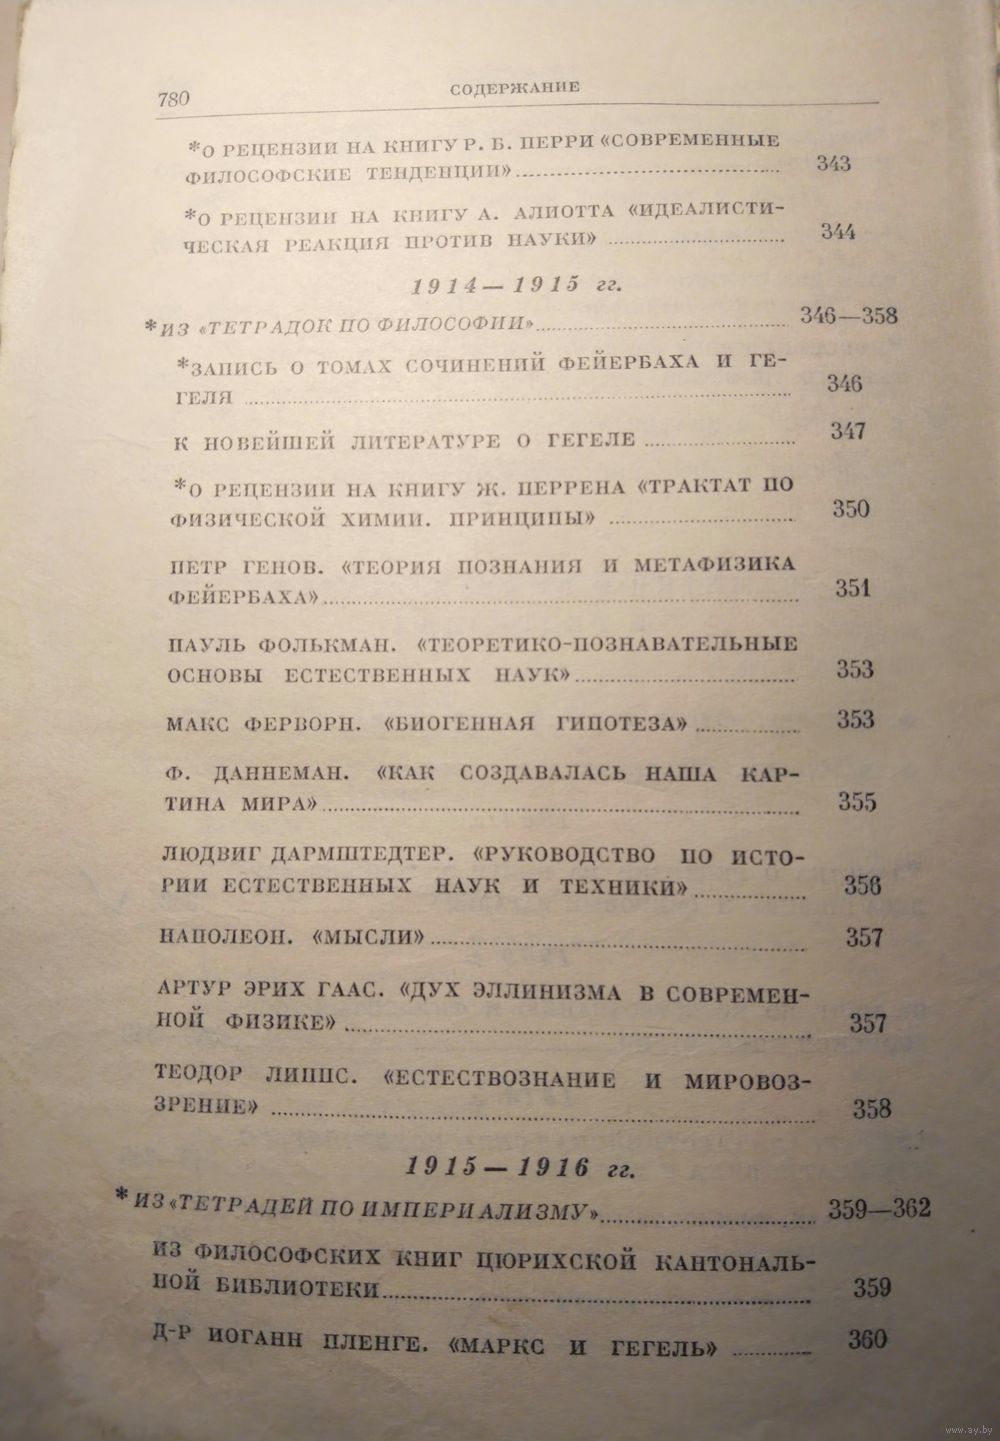 780 СОДЕРЖАНИЕ
*О РЕЦЕНЗИИ НА КНИГУ Р. Б. ПЕРРИ «СОВРЕМЕННЫЕ
ФИЛОСОФСКИЕ ТЕНДЕНЦИИ» 343
*О РЕЦЕНЗИИ НА КНИГУ А. АЛИОТТА «ИДЕАЛИСТИ-
ЧЕСКАЯ РЕАКЦИЯ ПРОТИВ НАУКИ» 344
1914—1915 гг.
*ИЗ «ТЕТРАДОК ПО ФИЛОСОФИИ» 346—358
*ЗАПИСЬ О ТОМАХ СОЧИНЕНИЙ ФЕЙЕРБАХА И ГЕ-
ГЕЛЯ 346
К НОВЕЙШЕЙ ЛИТЕРАТУРЕ О ГЕГЕЛЕ 347
*О РЕЦЕНЗИИ НА КНИГУ Ж. ПЕРРЕНА «ТРАКТАТ ПО
ФИЗИЧЕСКОЙ ХИМИИ. ПРИНЦИПЫ» 350
ПЕТР ГЕНОВ. «ТЕОРИЯ ПОЗНАНИЯ И МЕТАФИЗИКА
ФЕЙЕРБАХА» 351
ПАУЛЬ ФОЛЬКМАН. «ТЕОРЕТИКО-ПОЗНАВАТЕЛЬНЫЕ
ОСНОВЫ ЕСТЕСТВЕННЫХ НАУК» 353
МАКС ФЕРВОРН. «БИОГЕННАЯ ГИПОТЕЗА» 353
Ф. ДАННЕМАН. «КАК СОЗДАВАЛАСЬ НАША КАР-
ТИНА МИРА» 355
ЛЮДВИГ ДАРМШТЕДТЕР. «РУКОВОДСТВО ПО ИСТО-
РИИ ЕСТЕСТВЕННЫХ НАУК И ТЕХНИКИ» 356
НАПОЛЕОН. «МЫСЛИ» 357
АРТУР ЭРИХ ГААС. «ДУХ ЭЛЛИНИЗМА В СОВРЕМЕН-
НОЙ ФИЗИКЕ» 357
ТЕОДОР ЛИППС. «ЕСТЕСТВОЗНАНИЕ И МИРОВОЗ-
ЗРЕНИЕ» 358
1915—1916 гг.
*ИЗ «ТЕТРАДЕЙ ПО ИМПЕРИАЛИЗМУ» 359—362
ИЗ ФИЛОСОФСКИХ КНИГ ЦЮРИХСКОЙ КАНТОНАЛЬ-
НОЙ БИБЛИОТЕКИ 359
Д-Р ИОГАНН ПЛЕНГЕ. «МАРКС И ГЕГЕЛЬ» 360
www.ay.by